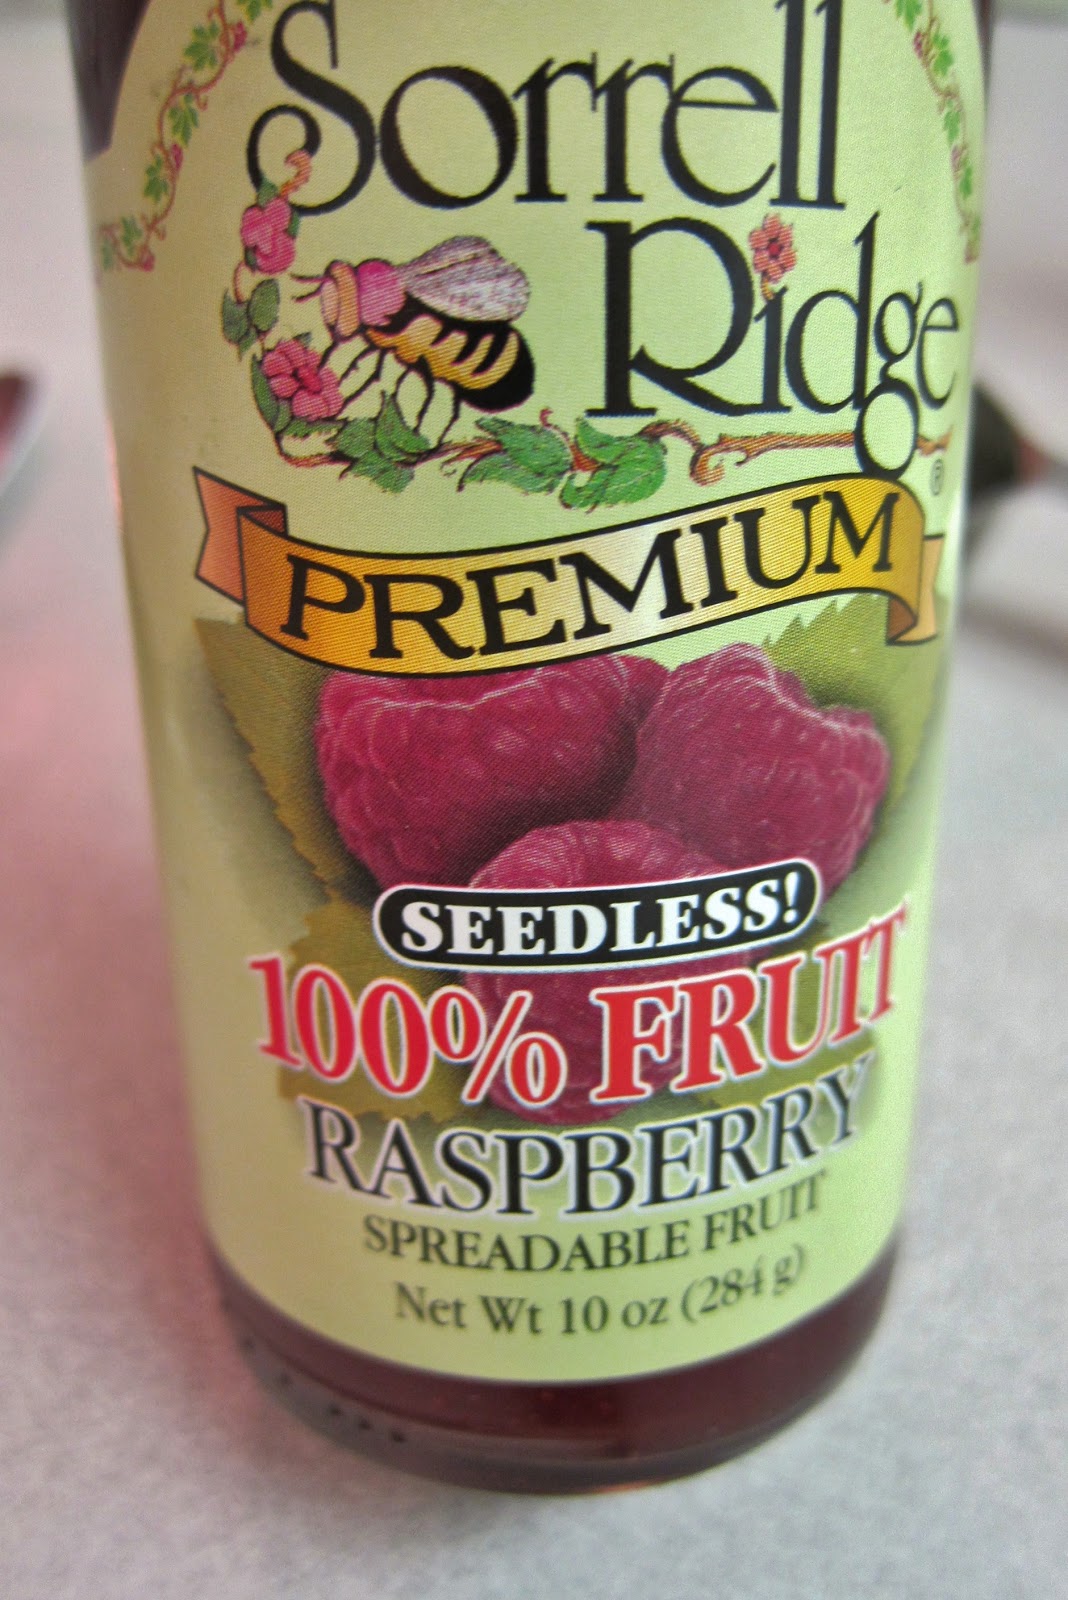 Sorrell
Ridge
®
PREMIUM
SEEDLESS!
100% FRUIT
RASPBERRY
SPREADABLE FRUIT
Net Wt 10 oz (284 g)